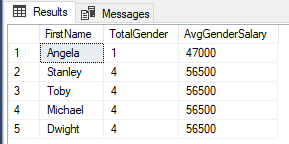 Results Messages
FirstName TotalGender AvgGenderSalary
1 Angela 1 47000
2 Stanley 4 56500
3 Toby 4 56500
4 Michael 4 56500
5 Dwight 4 56500